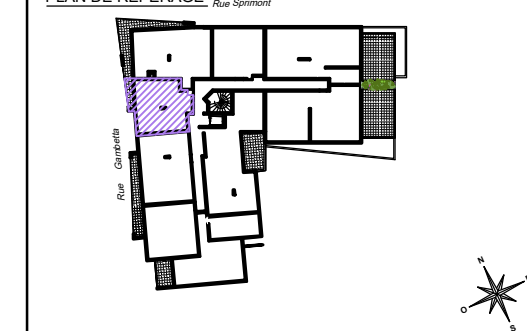 PLAN DE REPERAGE
Rue Sprimont
Rue Gambetta
N
O
S